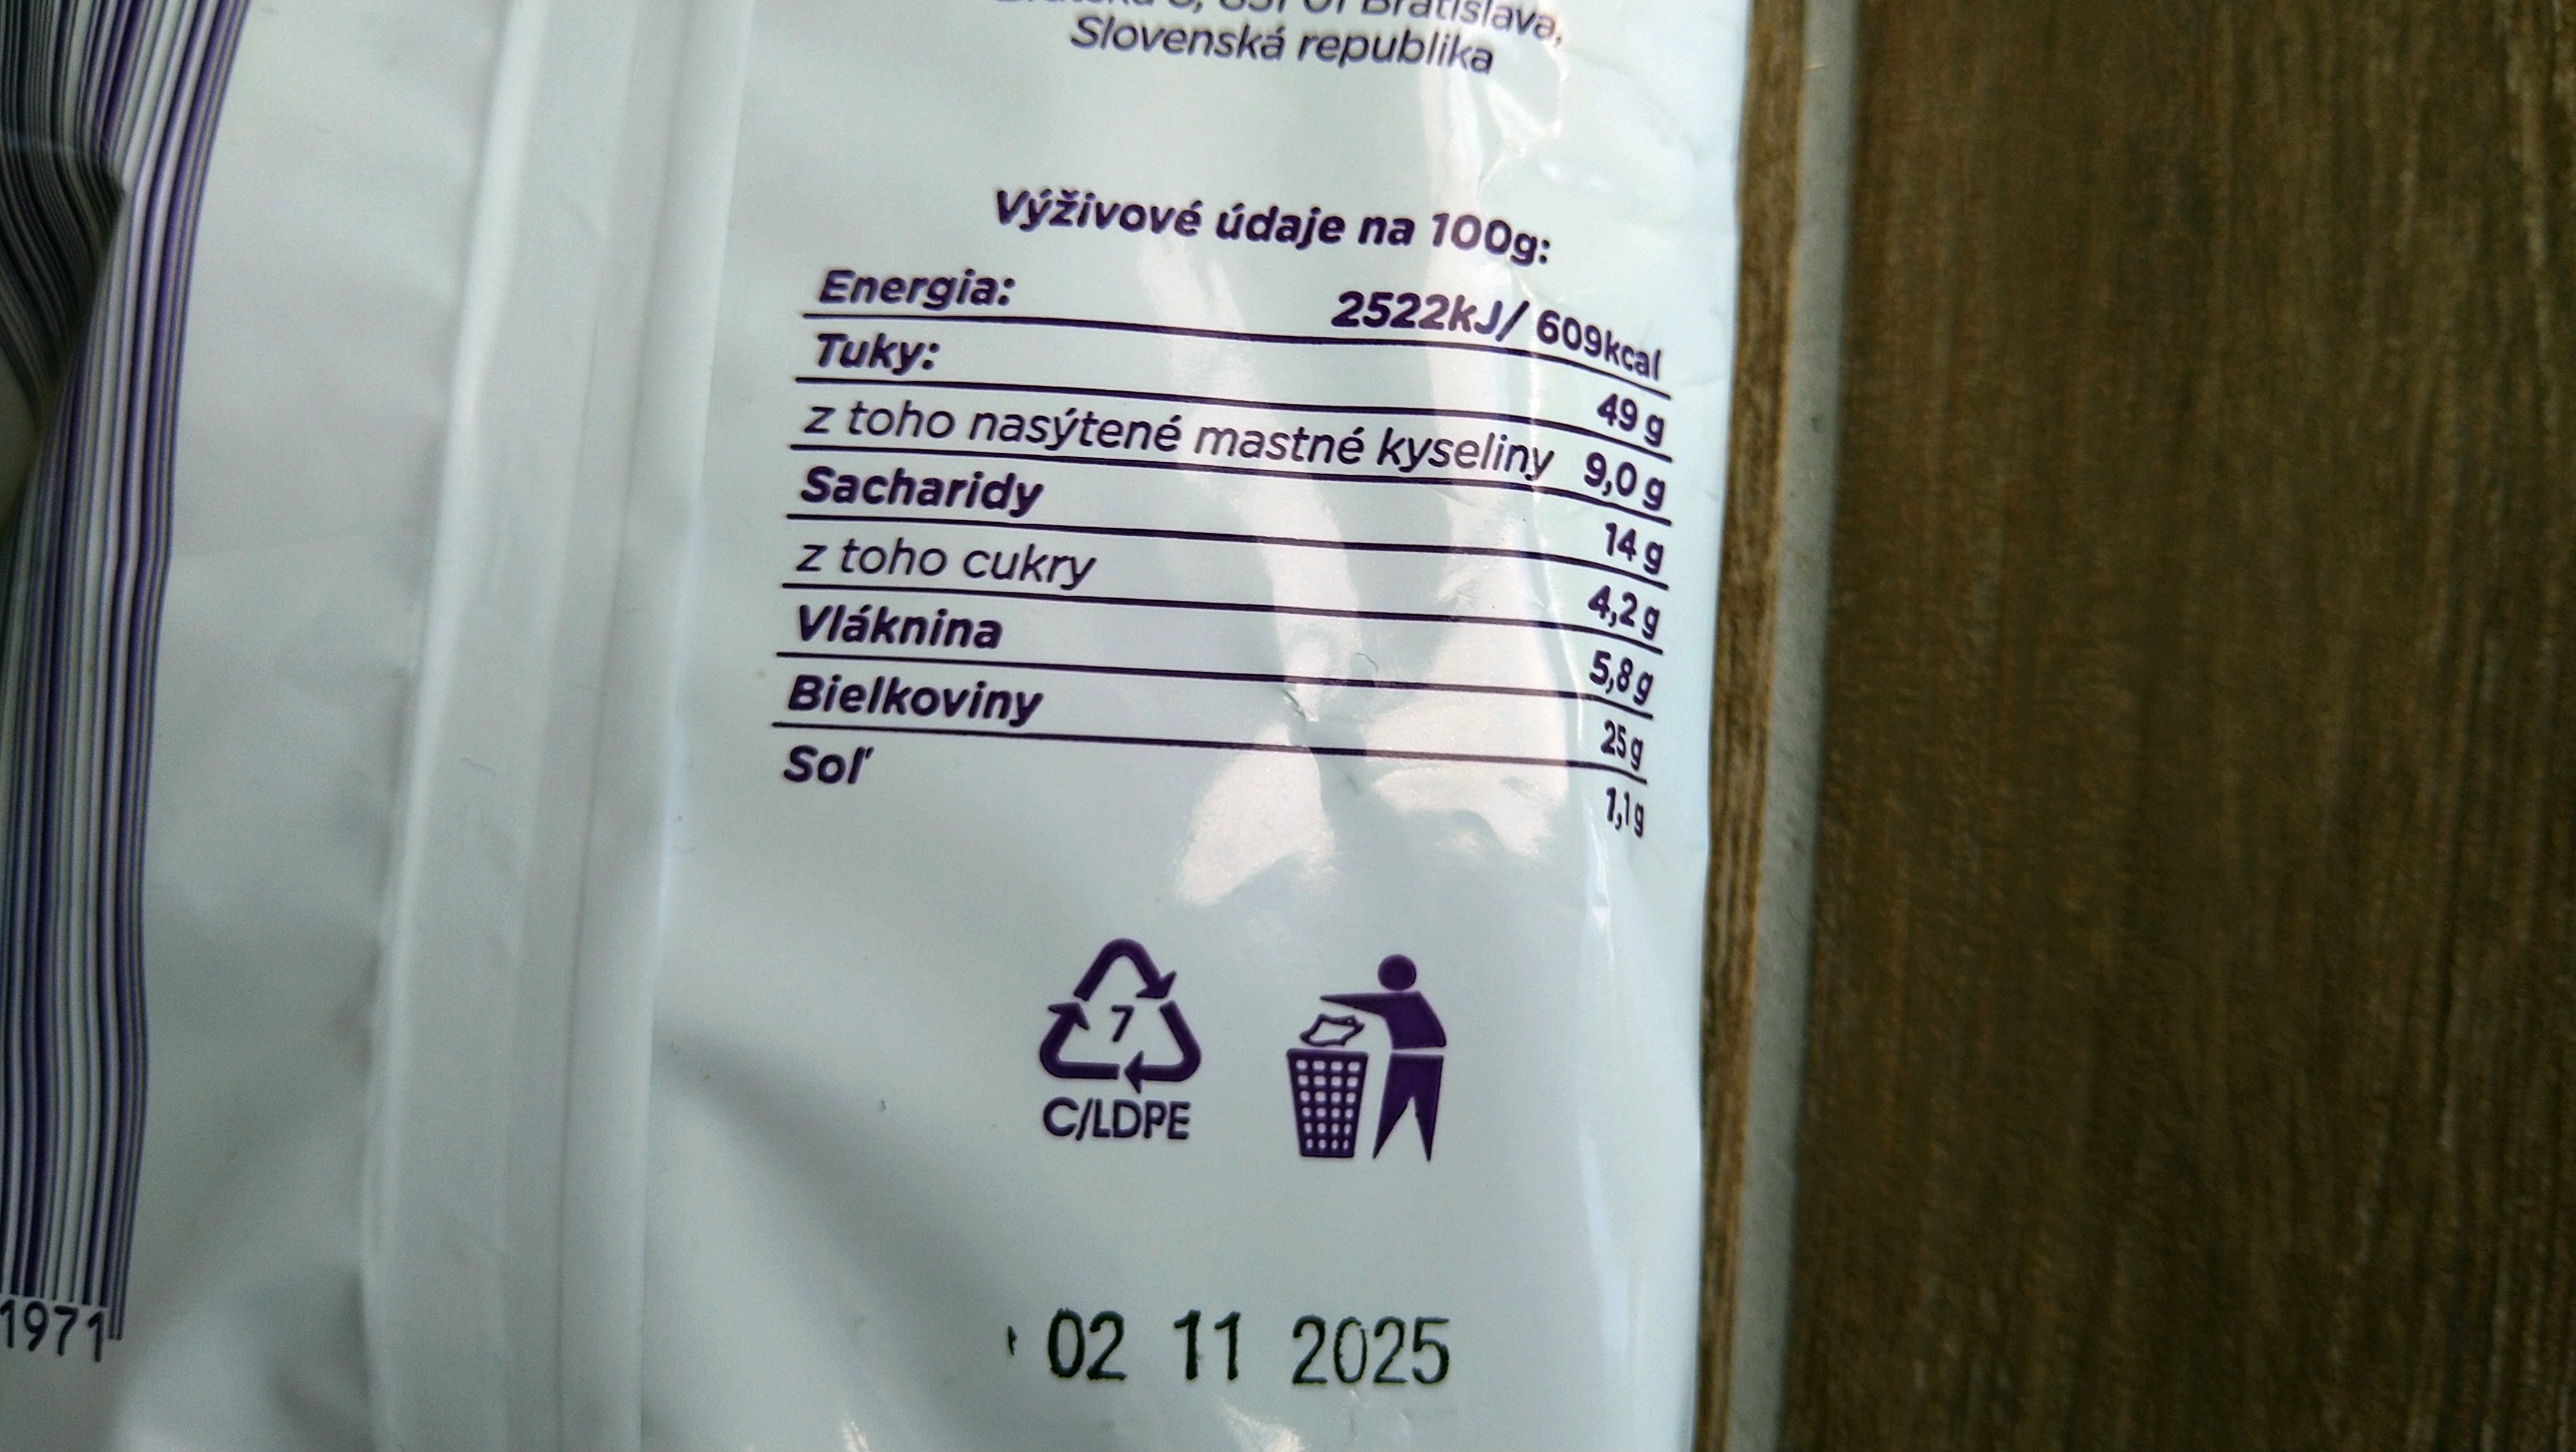 Bratislava,
Slovenská republika
Výživové údaje na 100g:
Energia: 2522kJ/ 609kcal
Tuky: 49 g
z toho nasýtené mastné kyseliny 9,0 g
Sacharidy 14 g
z toho cukry 4,2 g
Vláknina 5,8 g
Bielkoviny 25 g
Soľ 1,1 g
7
C/LDPE
02 11 2025
1971